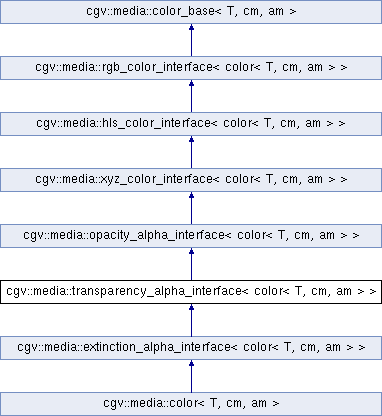 cgv::media::color_base< T, cm, am >
cgv::media::rgb_color_interface< color< T, cm, am > >
cgv::media::hls_color_interface< color< T, cm, am > >
cgv::media::xyz_color_interface< color< T, cm, am > >
cgv::media::opacity_alpha_interface< color< T, cm, am > >
cgv::media::transparency_alpha_interface< color< T, cm, am > >
cgv::media::extinction_alpha_interface< color< T, cm, am > >
cgv::media::color< T, cm, am >